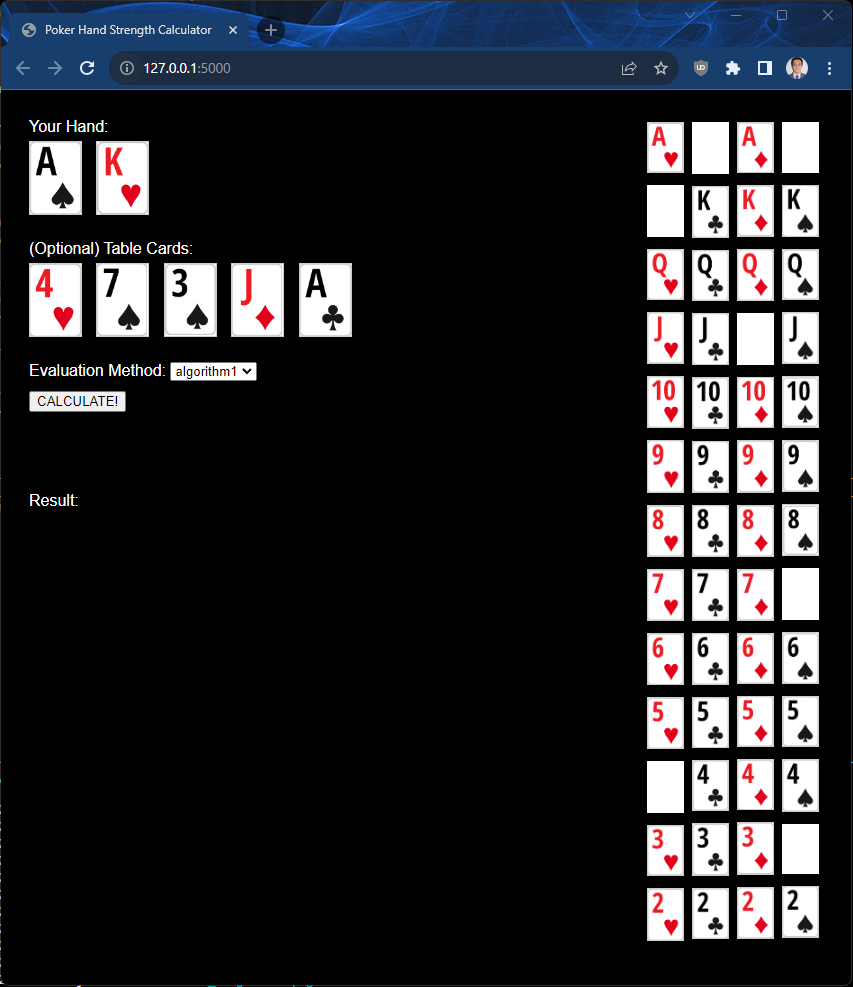 Poker Hand Strength Calculator
127.0.0.1:5000
Your Hand:
A K
(Optional) Table Cards:
4 7 3 J A
Evaluation Method: algorithm1
CALCULATE!
Result:
A A
K K K
Q Q Q Q
J J J
10 10 10 10
9 9 9 9
8 8 8 8
7 7 7
6 6 6 6
5 5 5 5
4 4 4
3 3 3
2 2 2 2